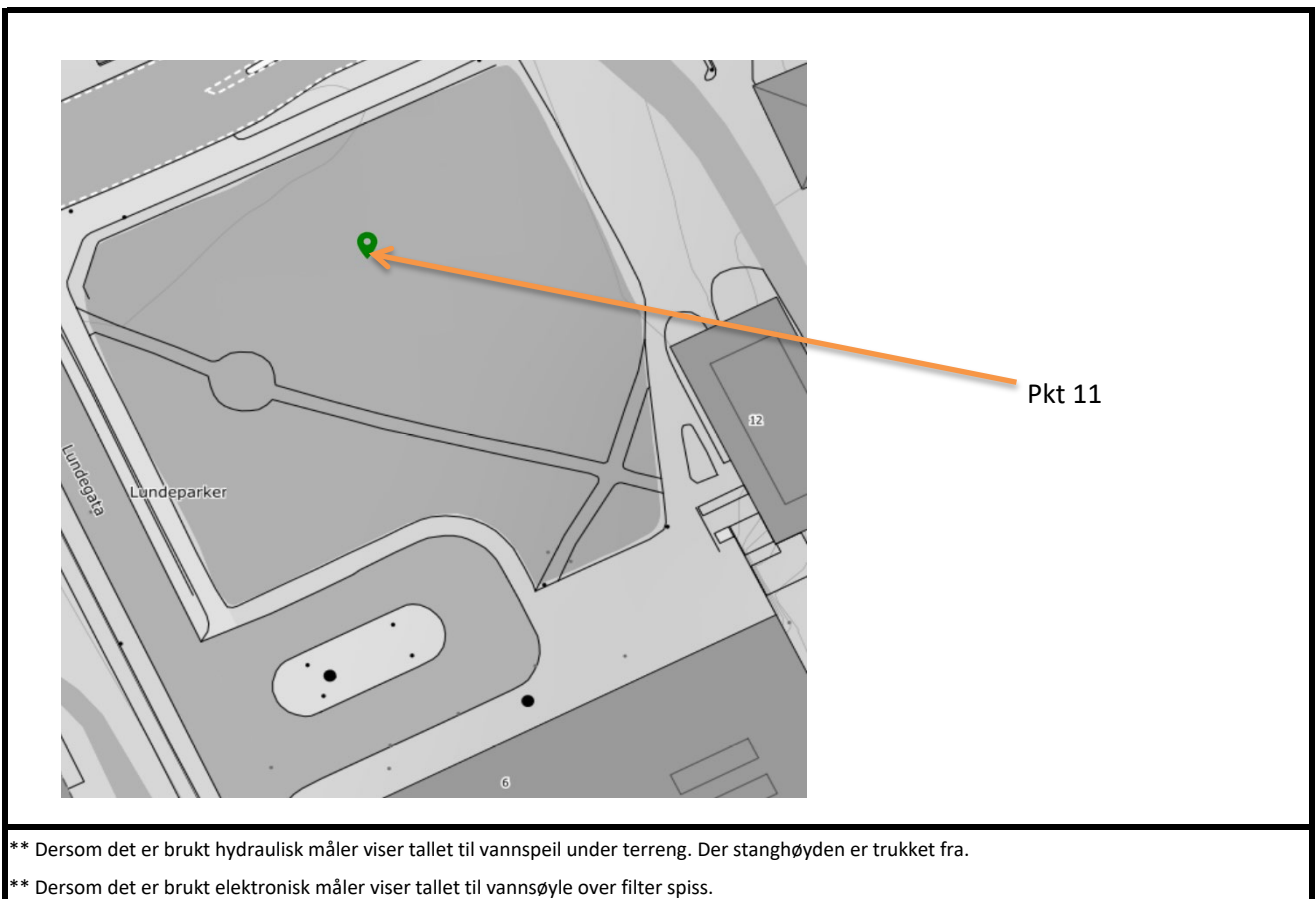 Pkt 11
12
Lundegata
Lundeparker
6
** Dersom det er brukt hydraulisk måler viser tallet til vannspeil under terreng. Der stanghøyden er trukket fra.
** Dersom det er brukt elektronisk måler viser tallet til vannsøyle over filter spiss.